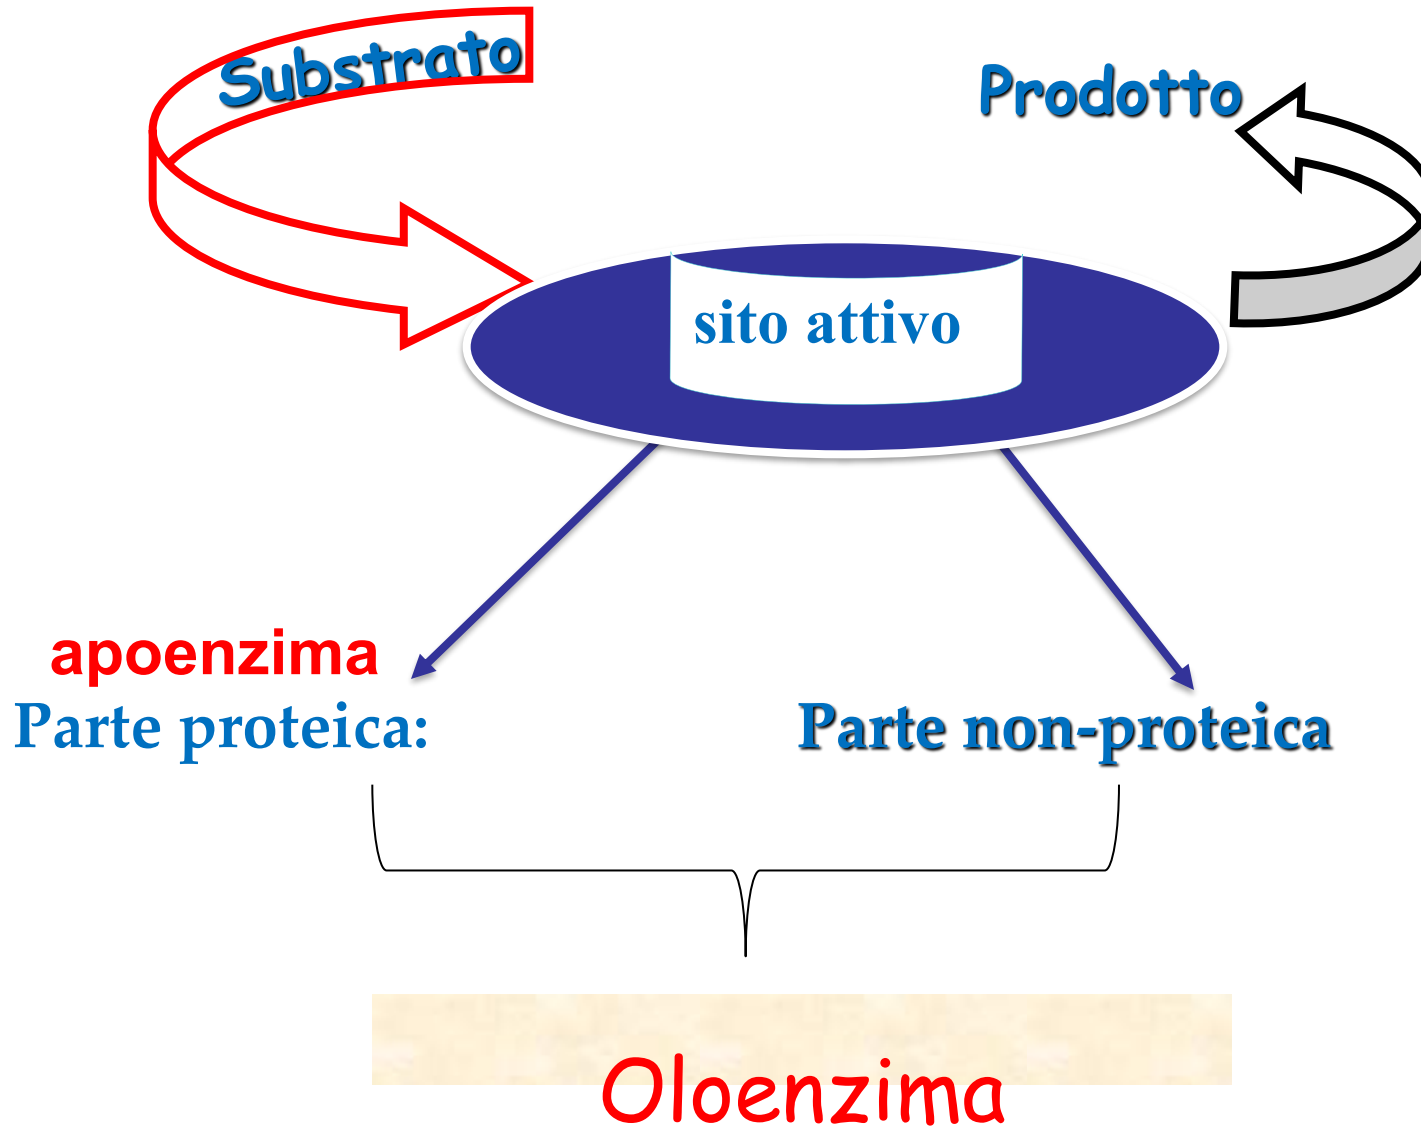 Substrato
Prodotto
sito attivo
apoenzima
Parte proteica:
Parte non-proteica
Oloenzima